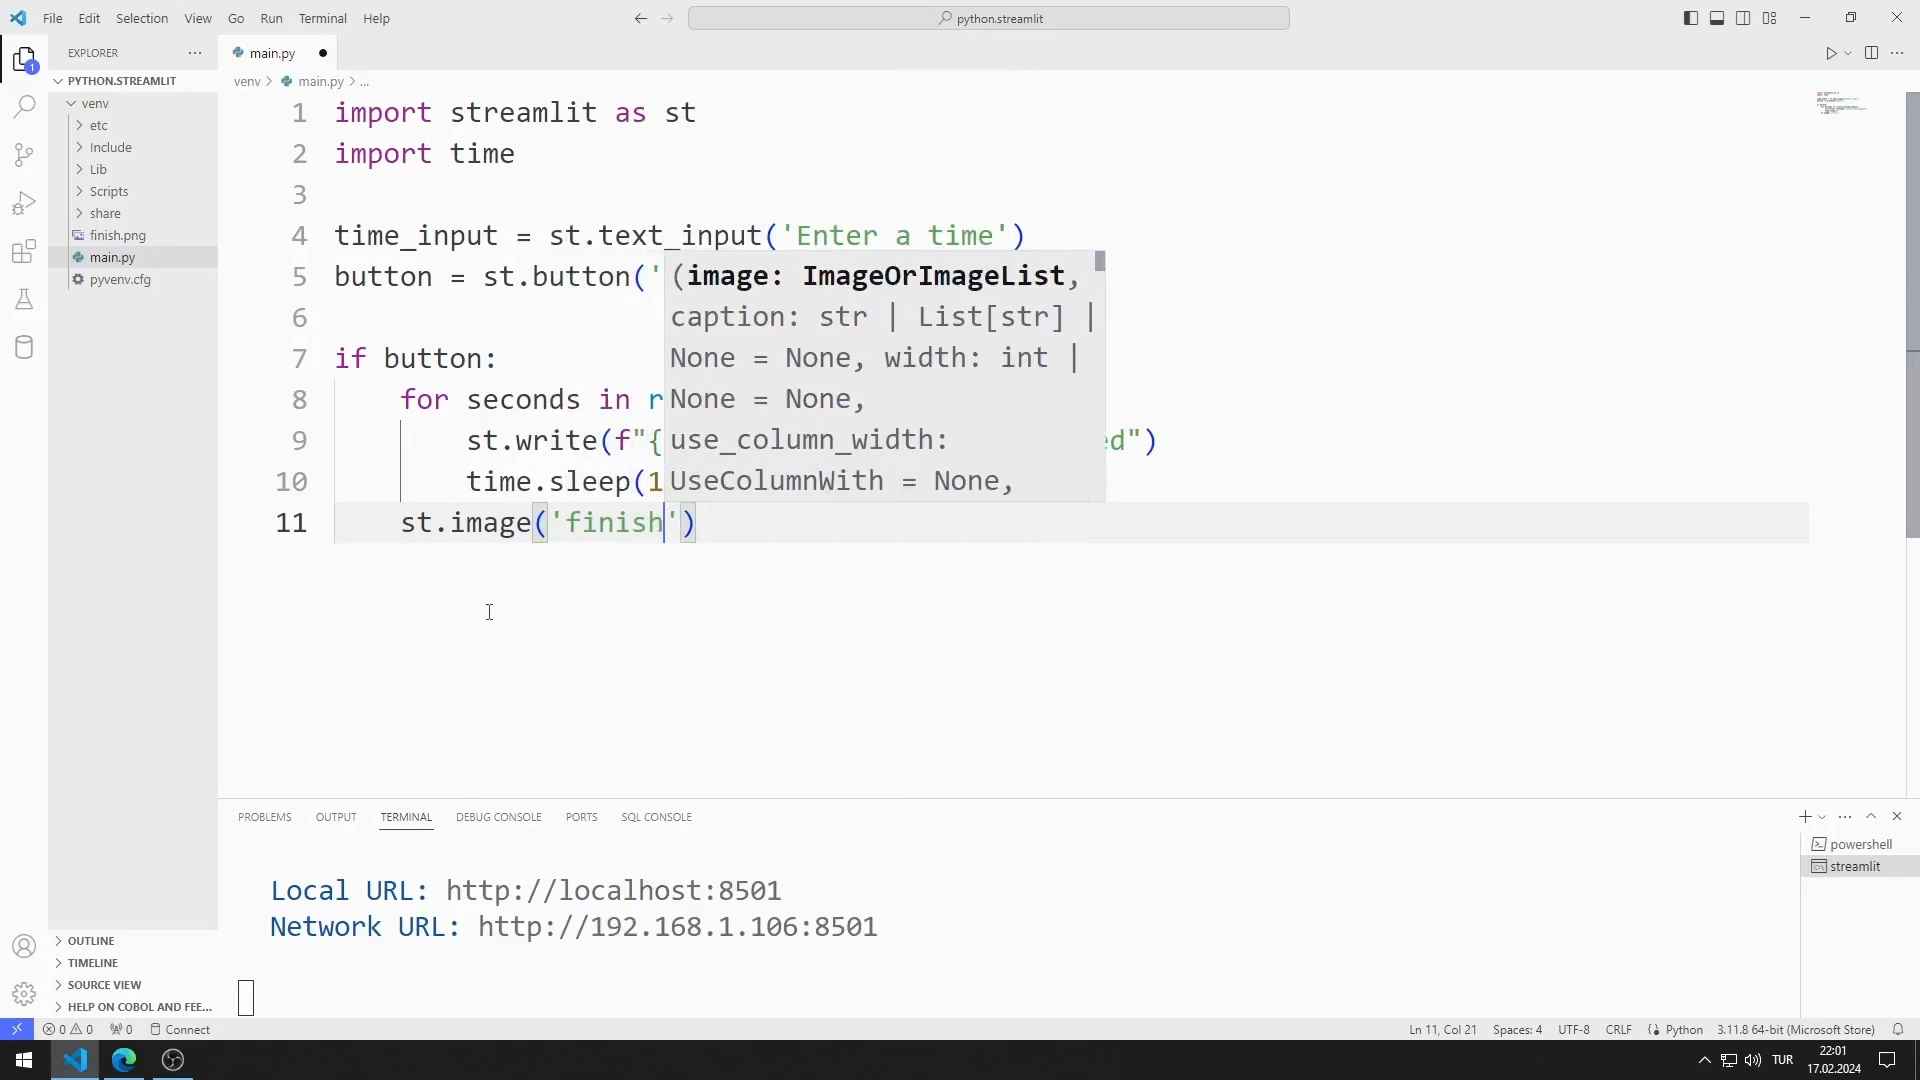 File Edit Selection View Go Run Terminal Help
python.streamlit
EXPLORER
PYTHON.STREAMLIT
venv
etc
Include
Lib
Scripts
share
finish.png
main.py
pyvenv.cfg
OUTLINE
TIMELINE
SOURCE VIEW
HELP ON COBOL AND FEE...
main.py
venv > main.py > ...
1 import streamlit as st
2 import time
3
4 time_input = st.text_input('Enter a time')
5 button = st.button('
6
7 if button:
8 for seconds in r
9 st.write(f"{ ed")
10 time.sleep(1
11 st.image('finish')
(image: ImageOrImageList,
caption: str | List[str] |
None = None, width: int |
None = None,
use_column_width:
UseColumnWith = None,
PROBLEMS OUTPUT TERMINAL DEBUG CONSOLE PORTS SQL CONSOLE
Local URL: http://localhost:8501
Network URL: http://192.168.1.106:8501
powershell
streamlit
0 0 0 Connect
Ln 11, Col 21 Spaces: 4 UTF-8 CRLF Python 3.11.8 64-bit (Microsoft Store)
1
TUR
22:01
17.02.2024